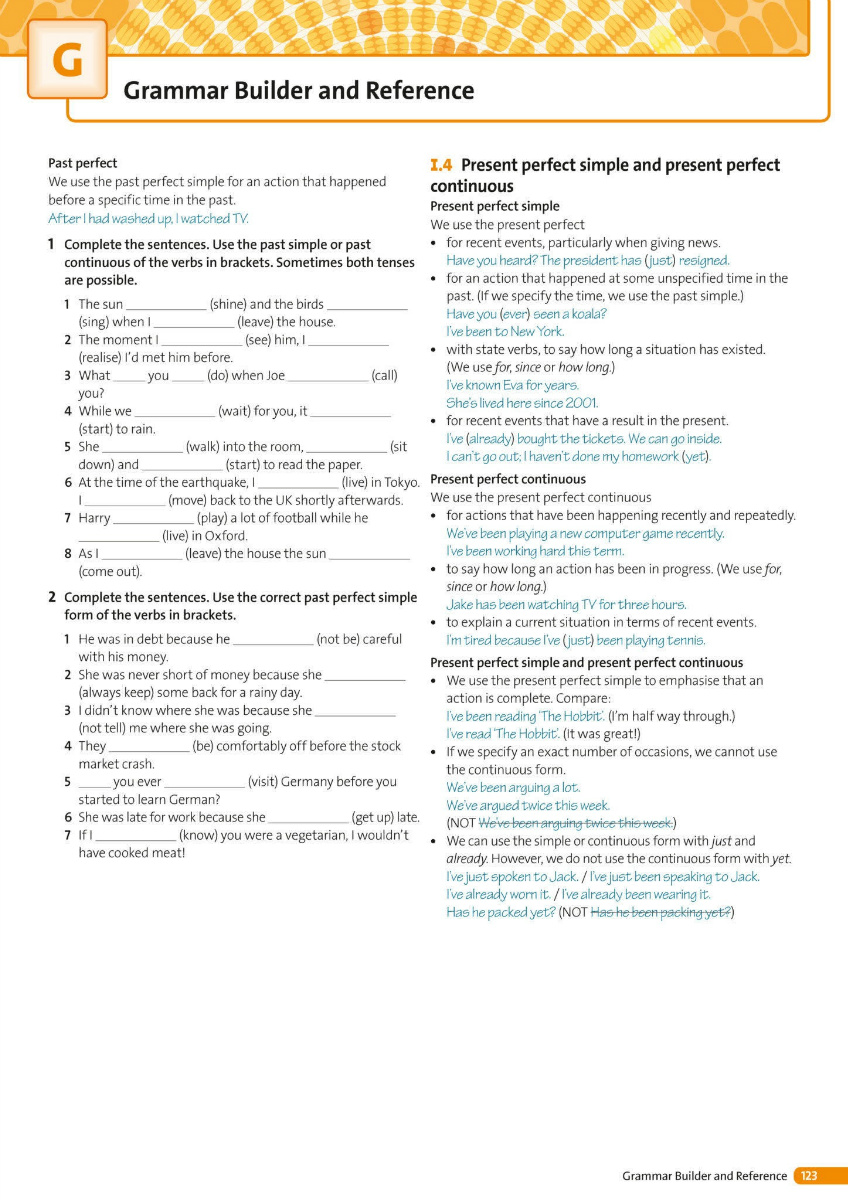 G
Grammar Builder and Reference
Past perfect
We use the past perfect simple for an action that happened
before a specific time in the past.
After I had washed up, I watched TV.
1 Complete the sentences. Use the past simple or past
continuous of the verbs in brackets. Sometimes both tenses
are possible.
1 The sun ____________ (shine) and the birds ____________
(sing) when I ____________ (leave) the house.
2 The moment I ____________ (see) him, I ____________
(realise) I'd met him before.
3 What _____ you _____ (do) when Joe ____________ (call)
you?
4 While we ____________ (wait) for you, it ____________
(start) to rain.
5 She ____________ (walk) into the room, ____________ (sit
down) and ____________ (start) to read the paper.
6 At the time of the earthquake, I ____________ (live) in Tokyo.
I ____________ (move) back to the UK shortly afterwards.
7 Harry ____________ (play) a lot of football while he
____________ (live) in Oxford.
8 As I ____________ (leave) the house the sun ____________
(come out).
2 Complete the sentences. Use the correct past perfect simple
form of the verbs in brackets.
1 He was in debt because he ____________ (not be) careful
with his money.
2 She was never short of money because she ____________
(always keep) some back for a rainy day.
3 I didn't know where she was because she ____________
(not tell) me where she was going.
4 They ____________ (be) comfortably off before the stock
market crash.
5 _____ you ever ____________ (visit) Germany before you
started to learn German?
6 She was late for work because she ____________ (get up) late.
7 If I ____________ (know) you were a vegetarian, I wouldn't
have cooked meat!
I.4 Present perfect simple and present perfect
continuous
Present perfect simple
We use the present perfect
• for recent events, particularly when giving news.
Have you heard? The president has (just) resigned.
• for an action that happened at some unspecified time in the
past. (If we specify the time, we use the past simple.)
Have you (ever) seen a koala?
I've been to New York.
• with state verbs, to say how long a situation has existed.
(We use for, since or how long.)
I've known Eva for years.
She's lived here since 2001.
• for recent events that have a result in the present.
I've (already) bought the tickets. We can go inside.
I can't go out; I haven't done my homework (yet).
Present perfect continuous
We use the present perfect continuous
• for actions that have been happening recently and repeatedly.
We've been playing a new computer game recently.
I've been working hard this term.
• to say how long an action has been in progress. (We use for,
since or how long.)
Jake has been watching TV for three hours.
• to explain a current situation in terms of recent events.
I'm tired because I've (just) been playing tennis.
Present perfect simple and present perfect continuous
• We use the present perfect simple to emphasise that an
action is complete. Compare:
I've been reading 'The Hobbit'. (I'm half way through.)
I've read 'The Hobbit'. (It was great!)
• If we specify an exact number of occasions, we cannot use
the continuous form.
We've been arguing a lot.
We've argued twice this week.
(NOT We've been arguing twice this week.)
• We can use the simple or continuous form with just and
already. However, we do not use the continuous form with yet.
I've just spoken to Jack. / I've just been speaking to Jack.
I've already worn it. / I've already been wearing it.
Has he packed yet? (NOT Has he been packing yet?)
Grammar Builder and Reference 123